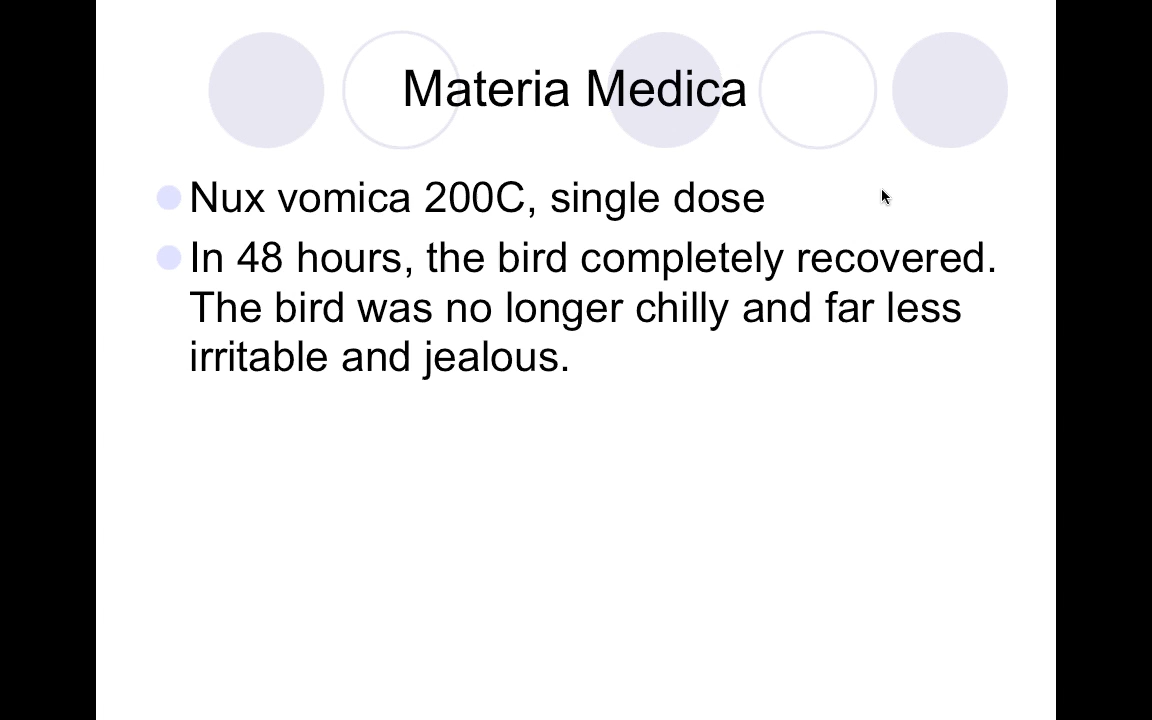 Materia Medica
Nux vomica 200C, single dose
In 48 hours, the bird completely recovered.
The bird was no longer chilly and far less
irritable and jealous.